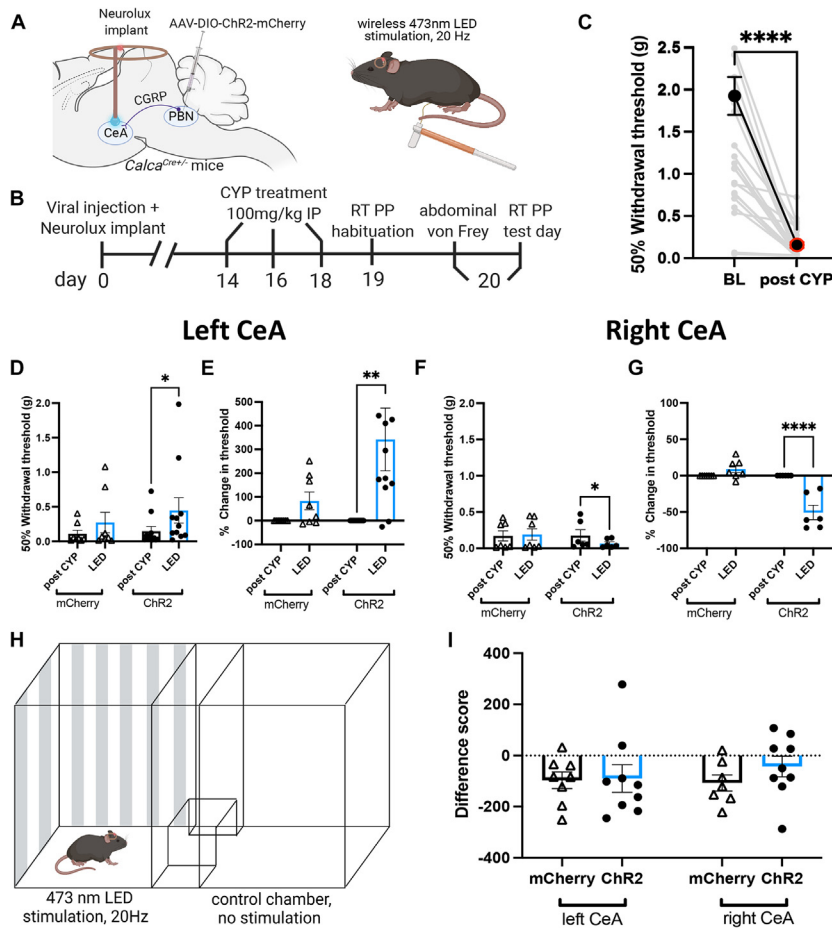 A
Neurolux
implant
AAV-DIO-ChR2-mCherry
CGRP
CeA
PBN
Calca^Cre+/- mice
wireless 473nm LED
stimulation, 20 Hz
B
Viral injection +
Neurolux implant
CYP treatment
100mg/kg IP
RT PP
habituation
abdominal
von Frey
RT PP
test day
day 0 14 16 18 19 20
C
****
50% Withdrawal threshold (g)
2.5
2.0
1.5
1.0
0.5
0.0
BL post CYP
Left CeA
Right CeA
D
*
50% Withdrawal threshold (g)
2.0
1.5
1.0
0.5
0.0
post CYP LED post CYP LED
mCherry ChR2
E
**
% Change in threshold
500
400
300
200
100
0
-100
post CYP LED post CYP LED
mCherry ChR2
F
*
50% Withdrawal threshold (g)
2.0
1.5
1.0
0.5
0.0
post CYP LED post CYP LED
mCherry ChR2
G
****
% Change in threshold
100
50
0
-50
-100
post CYP LED post CYP LED
mCherry ChR2
H
473 nm LED
stimulation, 20Hz
control chamber,
no stimulation
I
Difference score
400
200
0
-200
-400
mCherry ChR2 mCherry ChR2
left CeA right CeA